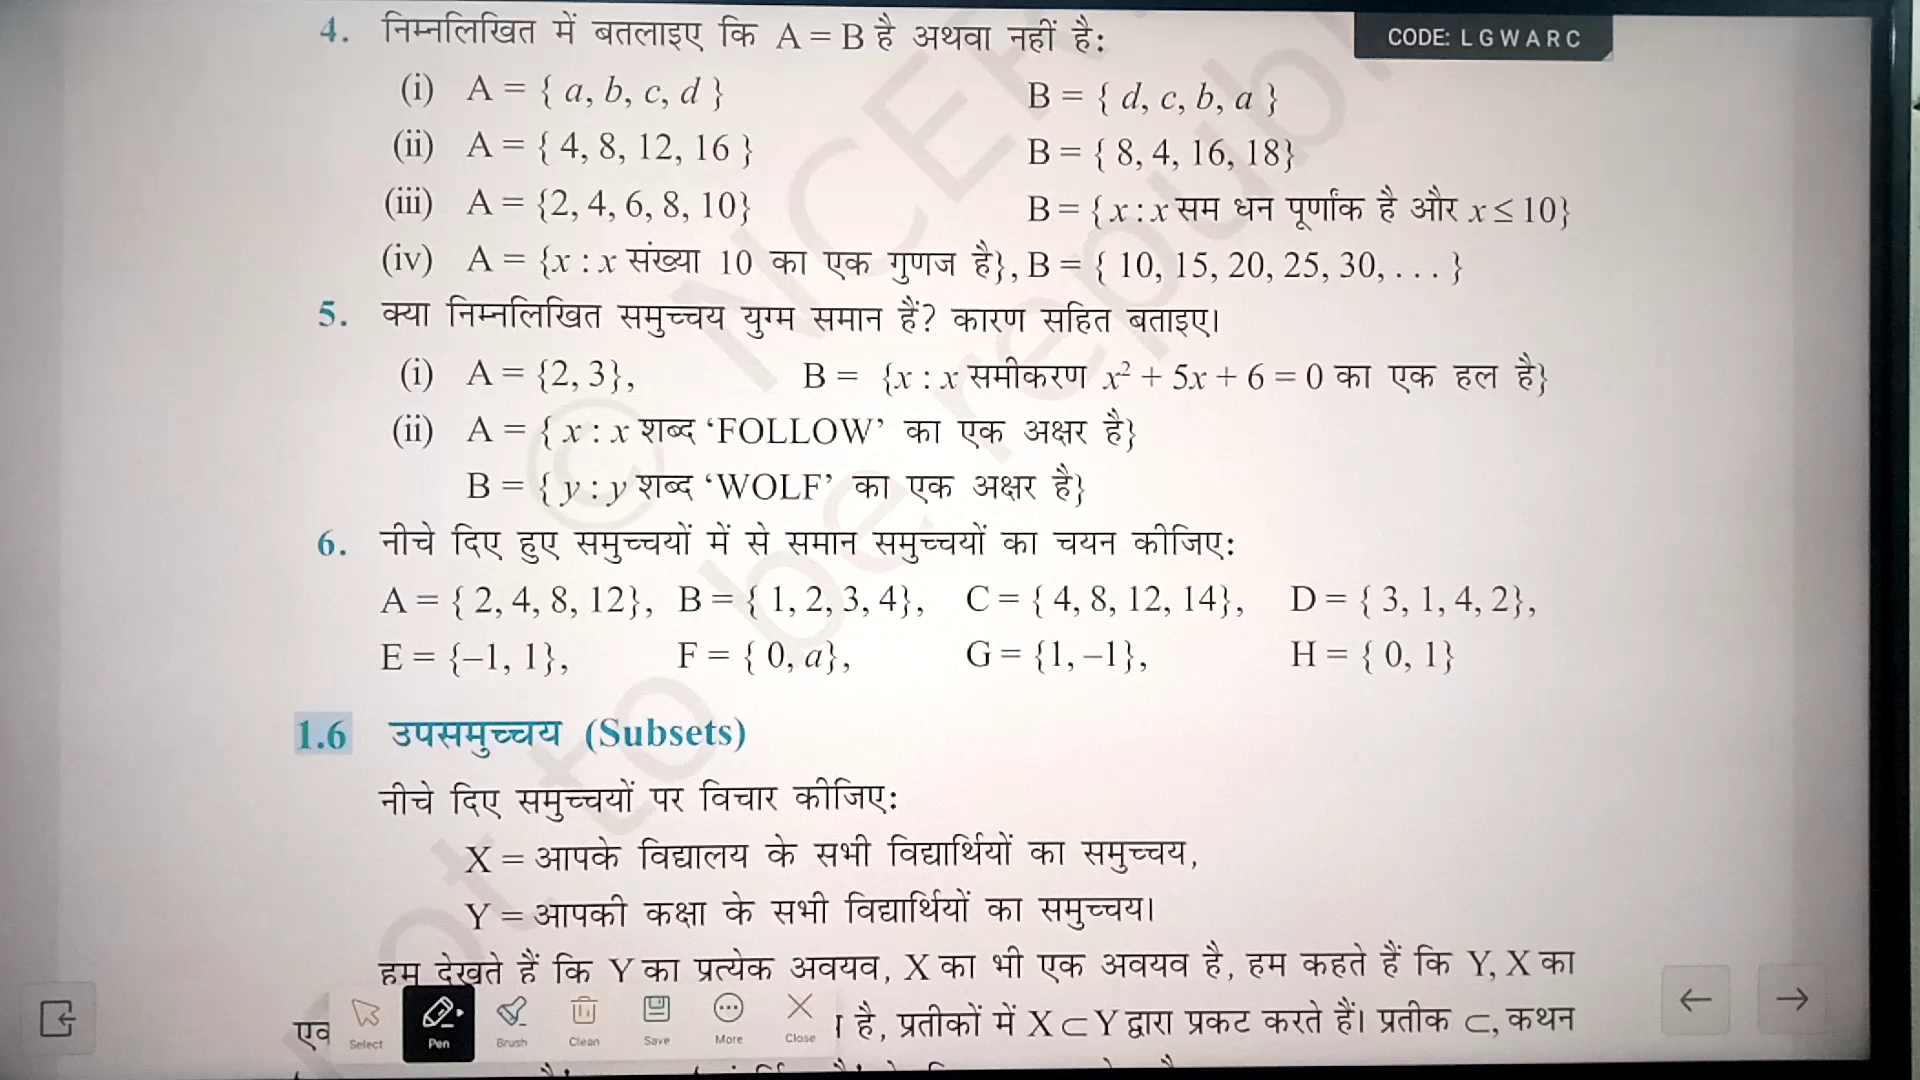 CODE: LGWARC
4. निम्नलिखित में बतलाइए कि A = B है अथवा नहीं है:
(i) A = { a, b, c, d } B = { d, c, b, a }
(ii) A = { 4, 8, 12, 16 } B = { 8, 4, 16, 18}
(iii) A = {2, 4, 6, 8, 10} B = {x : x सम धन पूर्णांक है और x ≤ 10}
(iv) A = {x : x संख्या 10 का एक गुणज है}, B = { 10, 15, 20, 25, 30, . . . }
5. क्या निम्नलिखित समुच्चय युग्म समान हैं? कारण सहित बताइए।
(i) A = {2, 3}, B = {x : x समीकरण x² + 5x + 6 = 0 का एक हल है}
(ii) A = { x : x शब्द ‘FOLLOW’ का एक अक्षर है}
B = { y : y शब्द ‘WOLF’ का एक अक्षर है}
6. नीचे दिए हुए समुच्चयों में से समान समुच्चयों का चयन कीजिए:
A = { 2, 4, 8, 12}, B = { 1, 2, 3, 4}, C = { 4, 8, 12, 14}, D = { 3, 1, 4, 2},
E = {–1, 1}, F = { 0, a}, G = {1, –1}, H = { 0, 1}
1.6 उपसमुच्चय (Subsets)
नीचे दिए समुच्चयों पर विचार कीजिए:
X = आपके विद्यालय के सभी विद्यार्थियों का समुच्चय,
Y = आपकी कक्षा के सभी विद्यार्थियों का समुच्चय।
हम देखते हैं कि Y का प्रत्येक अवयव, X का भी एक अवयव है, हम कहते हैं कि Y, X का
एव है, प्रतीकों में X ⊂ Y द्वारा प्रकट करते हैं। प्रतीक ⊂, कथन
Select Pen Brush Clean Save More Close
© NCER
not to be republ